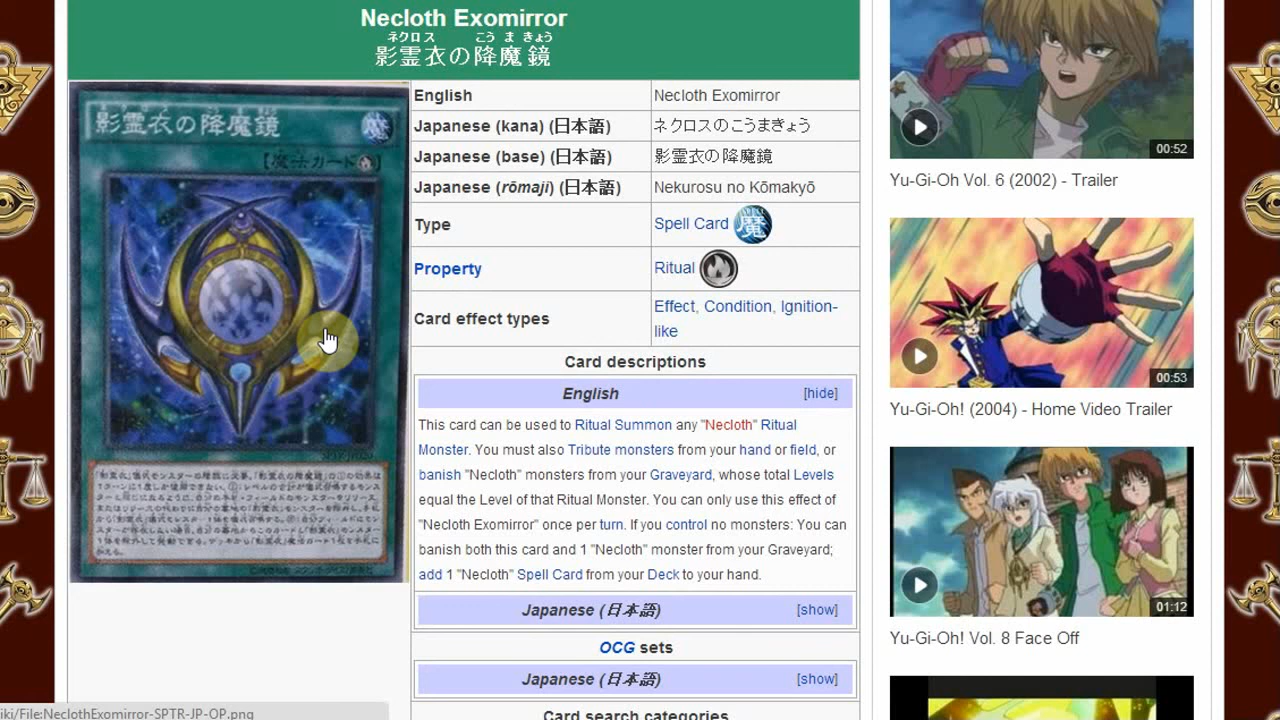 Necloth Exomirror
ネクロス こう ま きょう
影霊衣の降魔鏡
影霊衣の降魔鏡
【魔法カード】
English
Necloth Exomirror
Japanese (kana) (日本語)
ネクロスのこうまきょう
Japanese (base) (日本語)
影霊衣の降魔鏡
Japanese (rōmaji) (日本語)
Nekurosu no Kōmakyō
Type
Spell Card
魔
Property
Ritual
Card effect types
Effect, Condition, Ignition-
like
Card descriptions
English [hide]
This card can be used to Ritual Summon any "Necloth" Ritual
Monster. You must also Tribute monsters from your hand or field, or
banish "Necloth" monsters from your Graveyard, whose total Levels
equal the Level of that Ritual Monster. You can only use this effect of
"Necloth Exomirror" once per turn. If you control no monsters: You can
banish both this card and 1 "Necloth" monster from your Graveyard;
add 1 "Necloth" Spell Card from your Deck to your hand.
Japanese (日本語) [show]
OCG sets
Japanese (日本語) [show]
Card search categories
00:52
Yu-Gi-Oh Vol. 6 (2002) - Trailer
00:53
Yu-Gi-Oh! (2004) - Home Video Trailer
01:12
Yu-Gi-Oh! Vol. 8 Face Off
iki/File:NeclothExomirror-SPTR-JP-OP.png